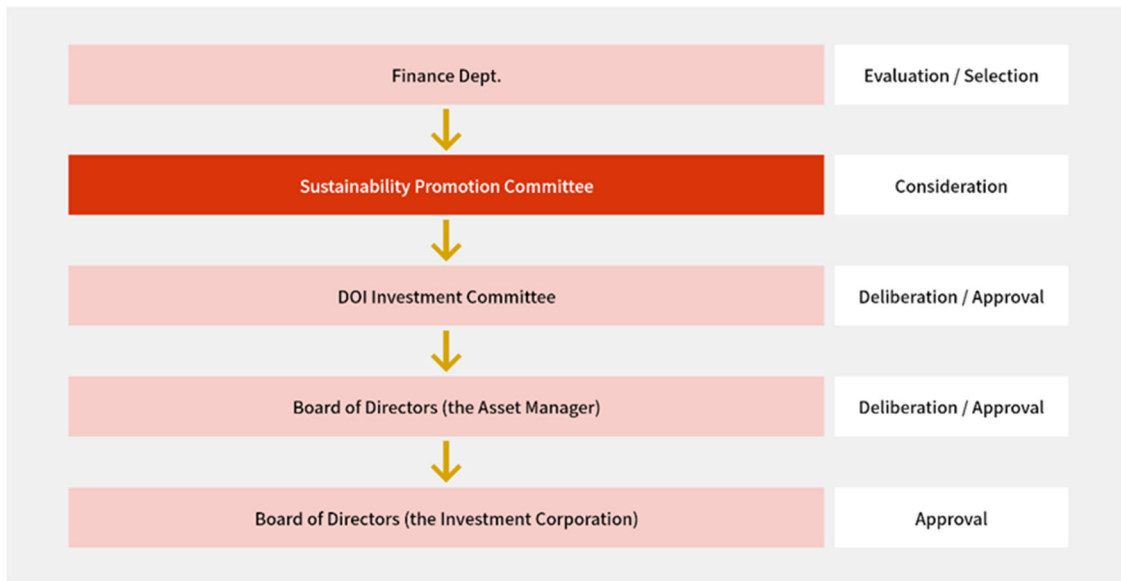 Finance Dept.
Evaluation / Selection
Sustainability Promotion Committee
Consideration
DOI Investment Committee
Deliberation / Approval
Board of Directors (the Asset Manager)
Deliberation / Approval
Board of Directors (the Investment Corporation)
Approval